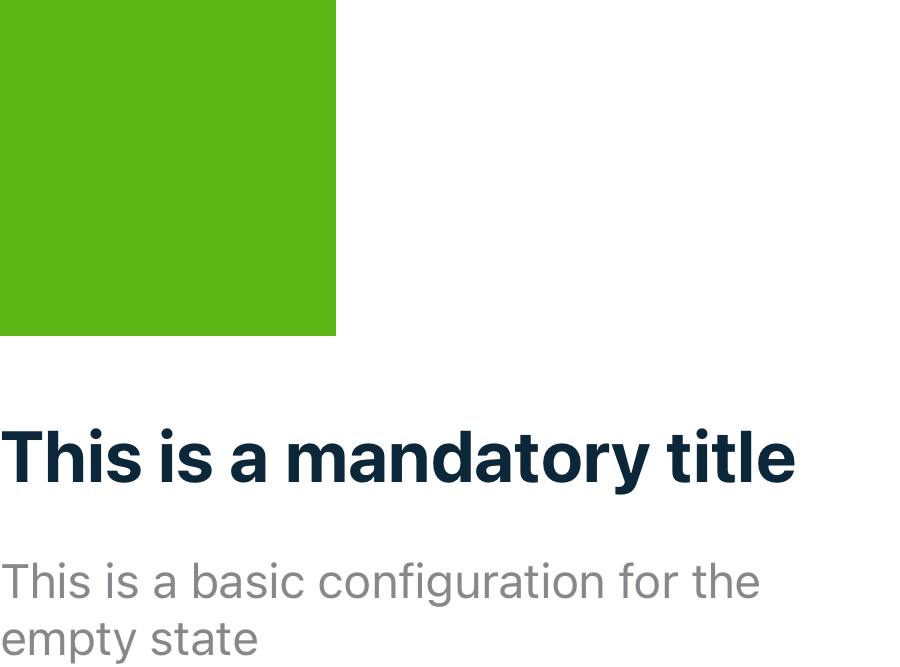 This is a mandatory title
This is a basic configuration for the
empty state